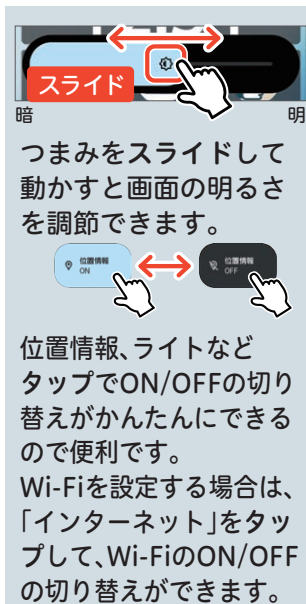 スライド
暗 明
つまみをスライドして
動かすと画面の明るさ
を調節できます。
位置情報 位置情報
ON OFF
位置情報、ライトなど
タップでON/OFFの切り
替えがかんたんにできる
ので便利です。
Wi-Fiを設定する場合は、
「インターネット」をタッ
プして、Wi-FiのON/OFF
の切り替えができます。